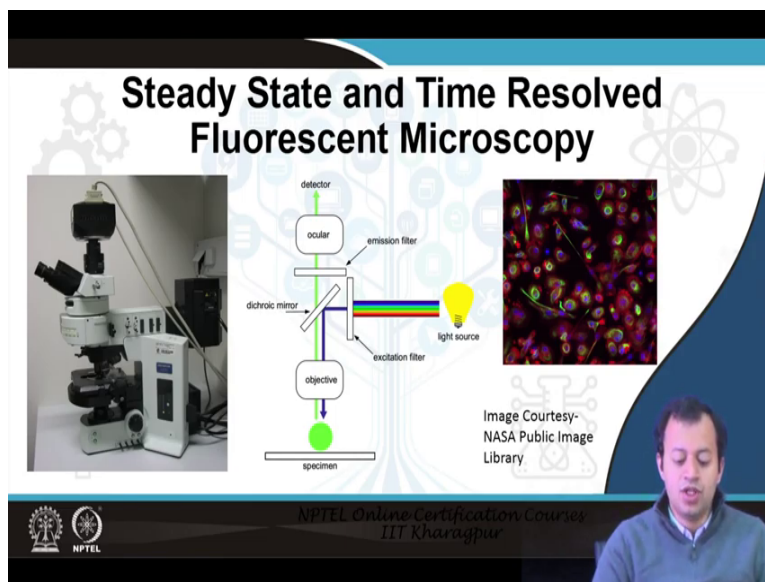 Steady State and Time Resolved
Fluorescent Microscopy
detector
ocular
emission filter
dichroic mirror
light source
excitation filter
objective
specimen
Image Courtesy-
NASA Public Image
Library
NPTEL Online Certification Courses
IIT Kharagpur
NPTEL